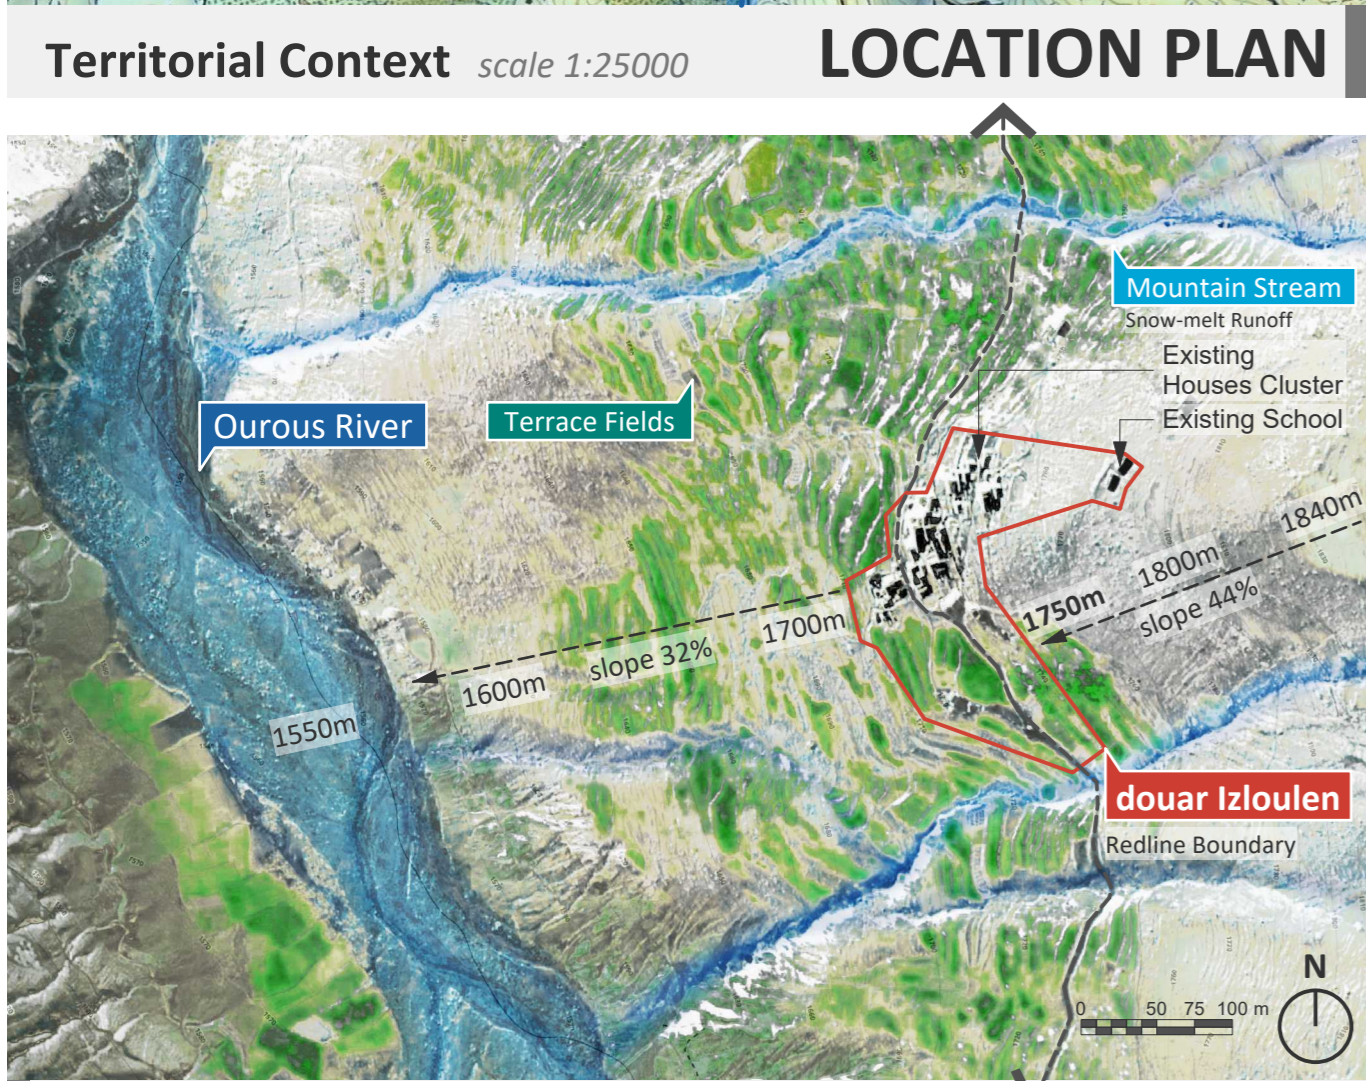 Territorial Context scale 1:25000
LOCATION PLAN
Mountain Stream
Snow-melt Runoff
Existing
Houses Cluster
Existing School
Ourous River
Terrace Fields
1840m
1800m
1750m
slope 44%
1700m
slope 32%
1600m
1550m
douar Izloulen
Redline Boundary
N
0 50 75 100 m